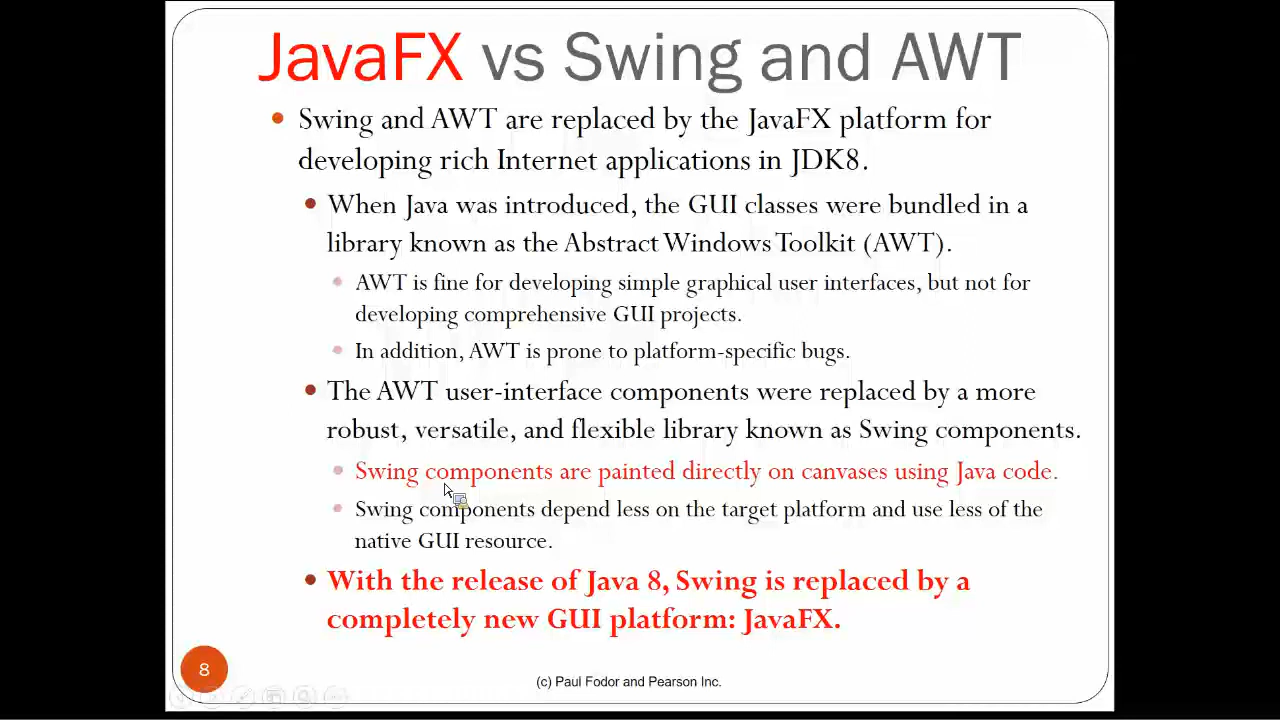 JavaFX vs Swing and AWT
Swing and AWT are replaced by the JavaFX platform for
developing rich Internet applications in JDK8.
When Java was introduced, the GUI classes were bundled in a
library known as the Abstract Windows Toolkit (AWT).
AWT is fine for developing simple graphical user interfaces, but not for
developing comprehensive GUI projects.
In addition, AWT is prone to platform-specific bugs.
The AWT user-interface components were replaced by a more
robust, versatile, and flexible library known as Swing components.
Swing components are painted directly on canvases using Java code.
Swing components depend less on the target platform and use less of the
native GUI resource.
With the release of Java 8, Swing is replaced by a
completely new GUI platform: JavaFX.
8
(c) Paul Fodor and Pearson Inc.